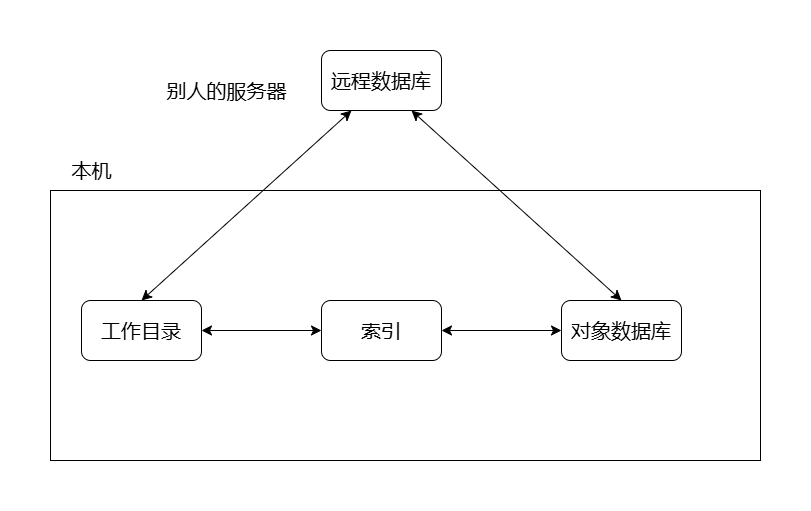 远程数据库
别人的服务器
本机
工作目录
索引
对象数据库